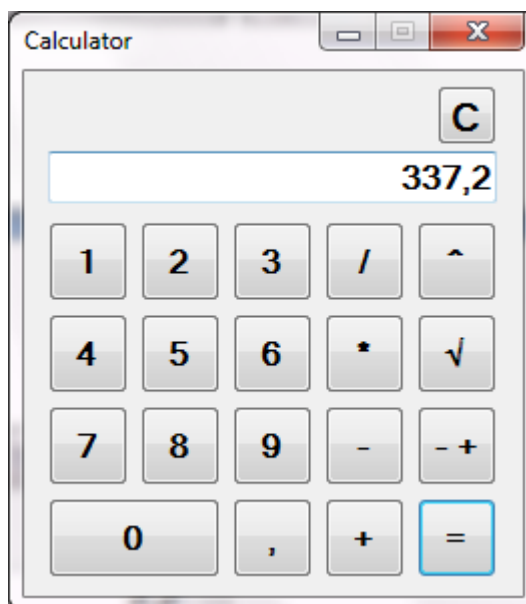 Calculator
C
337,2
1 2 3 / ^
4 5 6 * √
7 8 9 - - +
0 , + =